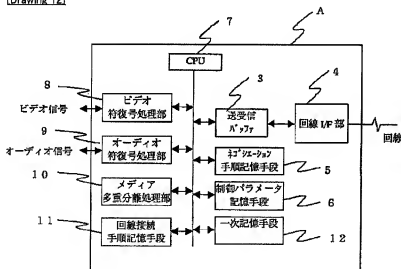 [Drawing 12]
7
A
CPU
8
3
4
ビデオ
符復号処理部
送受信
バッファ
回線 I/F 部
ビデオ信号
回線
9
オーディオ
符復号処理部
ネゴシエーション
手順記憶手段
オーディオ信号
5
10
メディア
多重分離処理部
制御パラメータ
記憶手段
6
11
回線接続
手順記憶手段
一次記憶手段
12